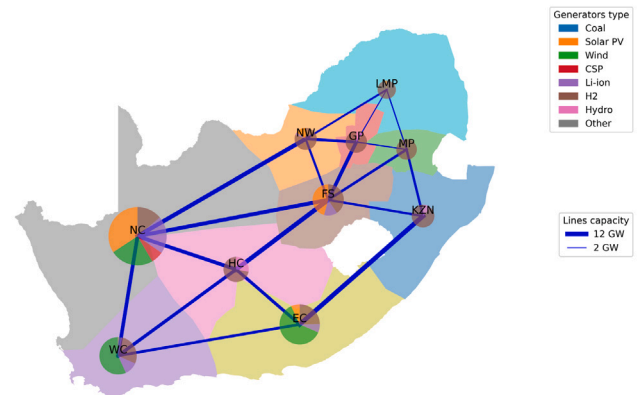 Generators type
Coal
Solar PV
Wind
CSP
Li-ion
H2
Hydro
Other
LMP
NW
GP
MP
FS
KZN
NC
HC
EC
WC
Lines capacity
12 GW
2 GW